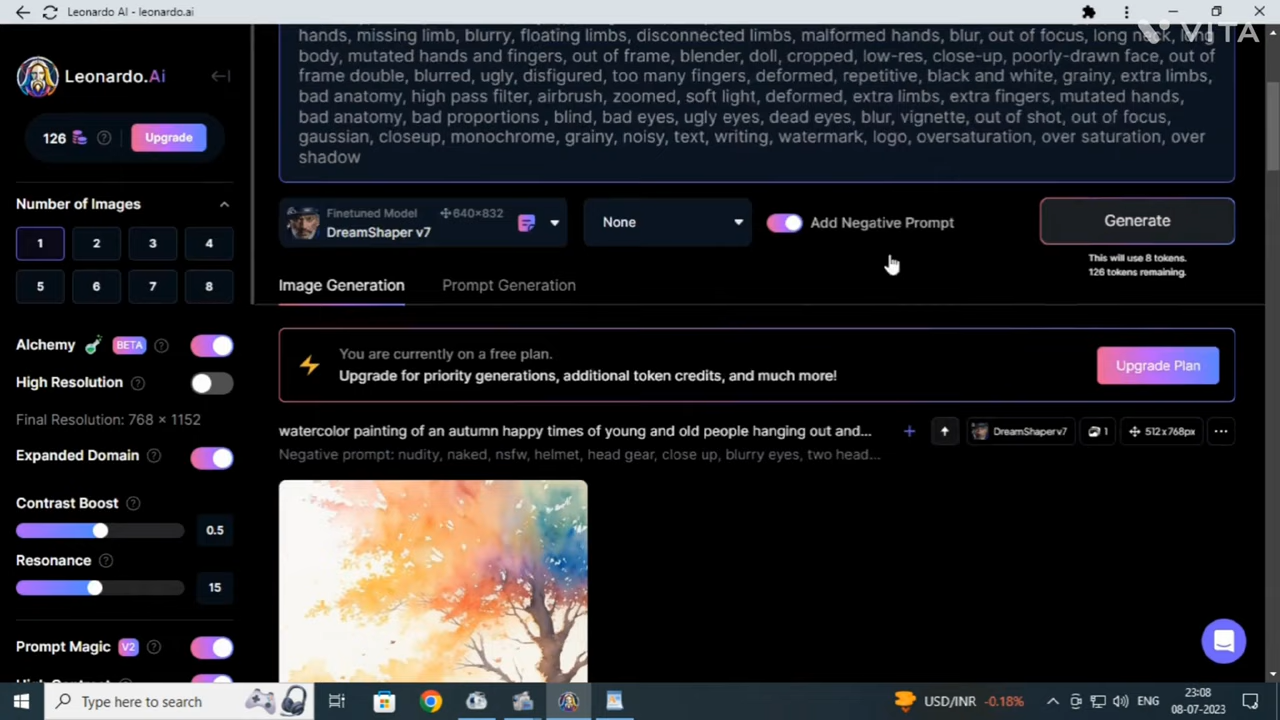 Leonardo AI - leonardo.ai
VITA
Leonardo.Ai
126
Upgrade
Number of Images
1
2
3
4
5
6
7
8
Alchemy
BETA
High Resolution
Final Resolution: 768 × 1152
Expanded Domain
Contrast Boost
0.5
Resonance
15
Prompt Magic
V2
hands, missing limb, blurry, floating limbs, disconnected limbs, malformed hands, blur, out of focus, long neck, long
body, mutated hands and fingers, out of frame, blender, doll, cropped, low-res, close-up, poorly-drawn face, out of
frame double, blurred, ugly, disfigured, too many fingers, deformed, repetitive, black and white, grainy, extra limbs,
bad anatomy, high pass filter, airbrush, zoomed, soft light, deformed, extra limbs, extra fingers, mutated hands,
bad anatomy, bad proportions , blind, bad eyes, ugly eyes, dead eyes, blur, vignette, out of shot, out of focus,
gaussian, closeup, monochrome, grainy, noisy, text, writing, watermark, logo, oversaturation, over saturation, over
shadow
Finetuned Model
640×832
DreamShaper v7
None
Add Negative Prompt
Generate
This will use 8 tokens.
126 tokens remaining.
Image Generation
Prompt Generation
You are currently on a free plan.
Upgrade for priority generations, additional token credits, and much more!
Upgrade Plan
watercolor painting of an autumn happy times of young and old people hanging out and...
DreamShaper v7
1
512x768px
Negative prompt: nudity, naked, nsfw, helmet, head gear, close up, blurry eyes, two head...
Type here to search
USD/INR
-0.18%
ENG
23:08
08-07-2023